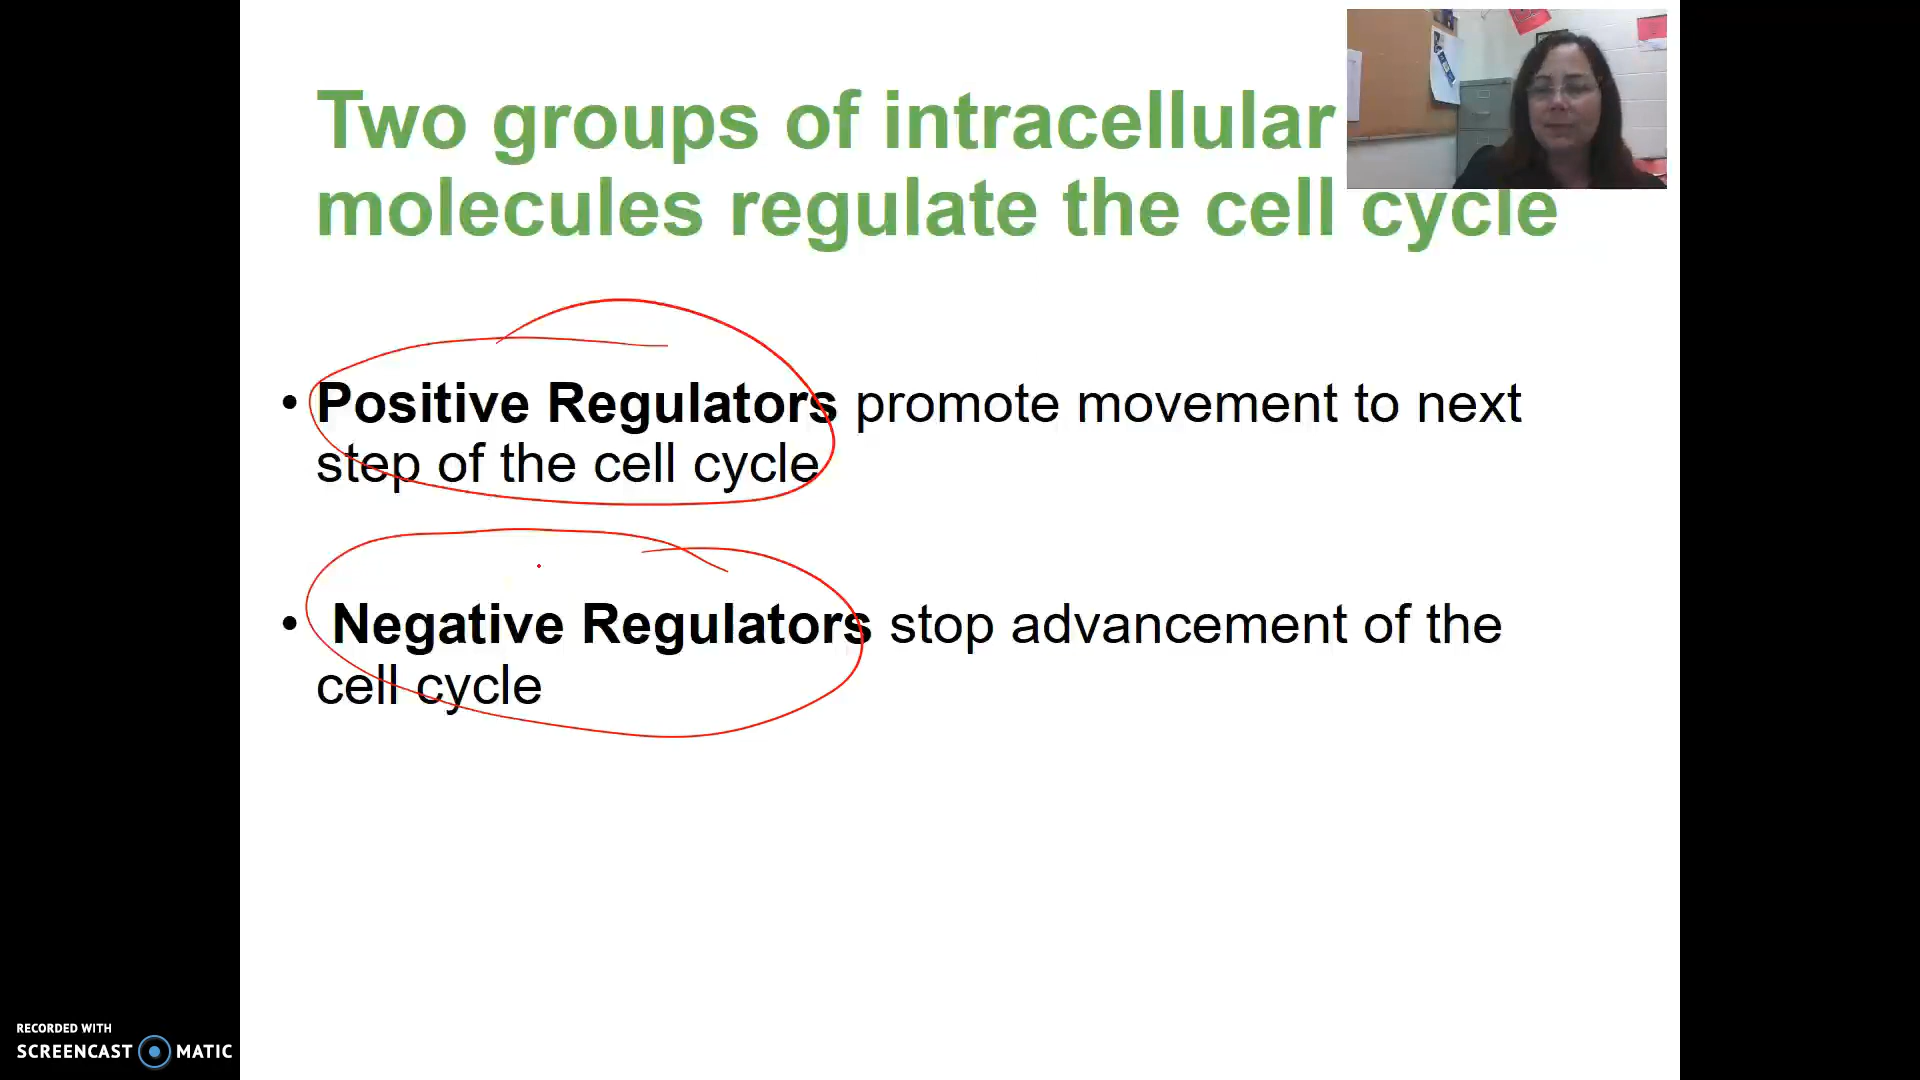 Two groups of intracellular
molecules regulate the cell cycle
• Positive Regulators promote movement to next
step of the cell cycle
• Negative Regulators stop advancement of the
cell cycle
RECORDED WITH
SCREENCAST MATIC